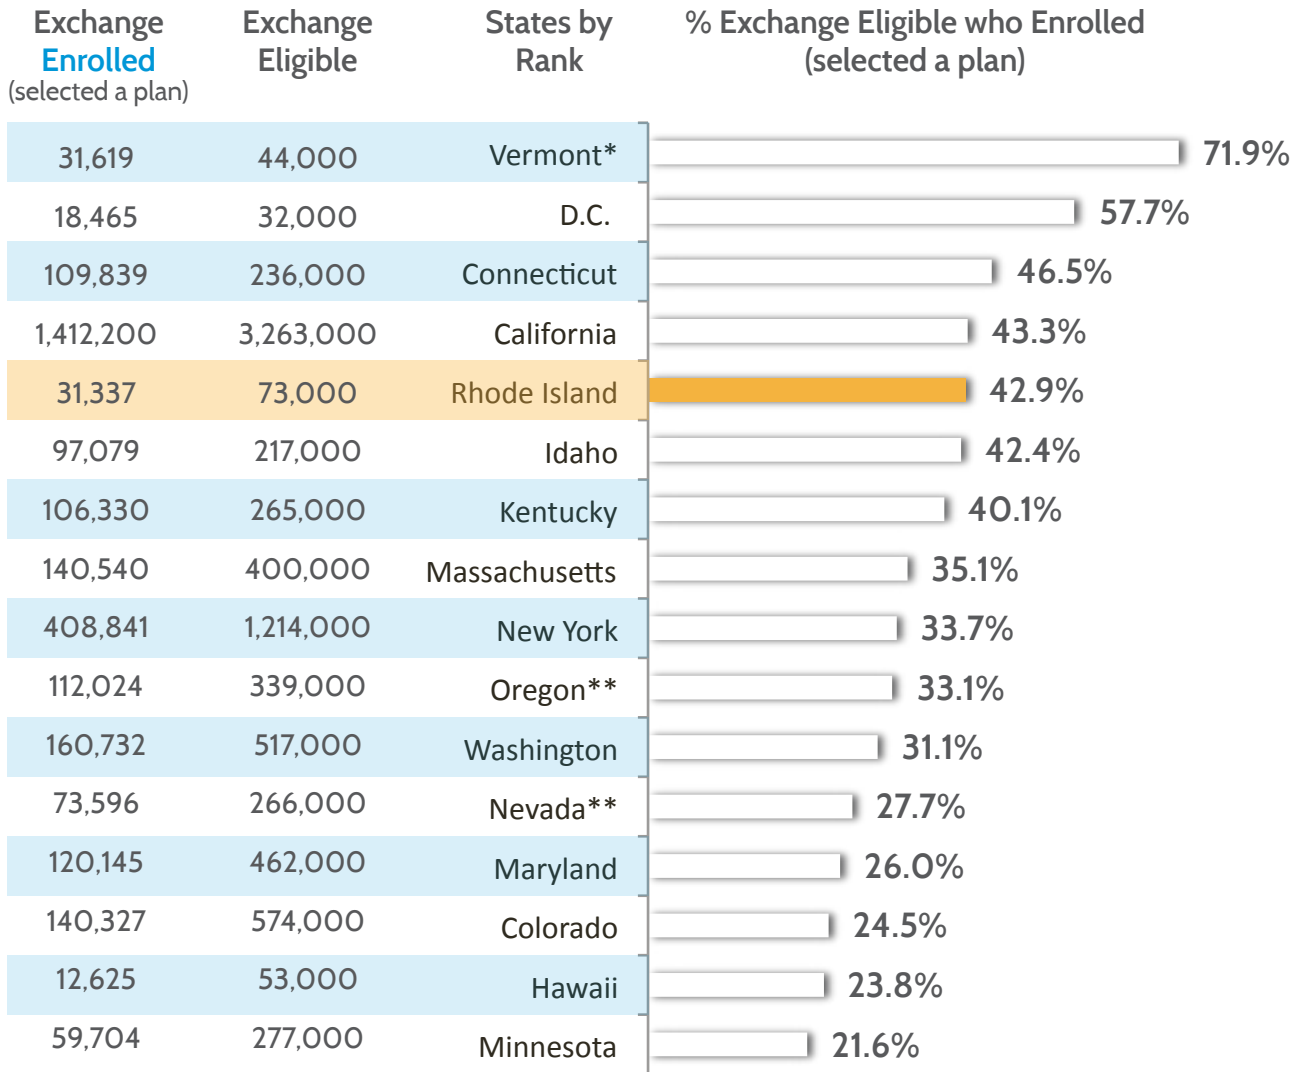 Exchange Enrolled (selected a plan) Exchange Eligible States by Rank % Exchange Eligible who Enrolled (selected a plan)
31,619 44,000 Vermont* 71.9%
18,465 32,000 D.C. 57.7%
109,839 236,000 Connecticut 46.5%
1,412,200 3,263,000 California 43.3%
31,337 73,000 Rhode Island 42.9%
97,079 217,000 Idaho 42.4%
106,330 265,000 Kentucky 40.1%
140,540 400,000 Massachusetts 35.1%
408,841 1,214,000 New York 33.7%
112,024 339,000 Oregon** 33.1%
160,732 517,000 Washington 31.1%
73,596 266,000 Nevada** 27.7%
120,145 462,000 Maryland 26.0%
140,327 574,000 Colorado 24.5%
12,625 53,000 Hawaii 23.8%
59,704 277,000 Minnesota 21.6%